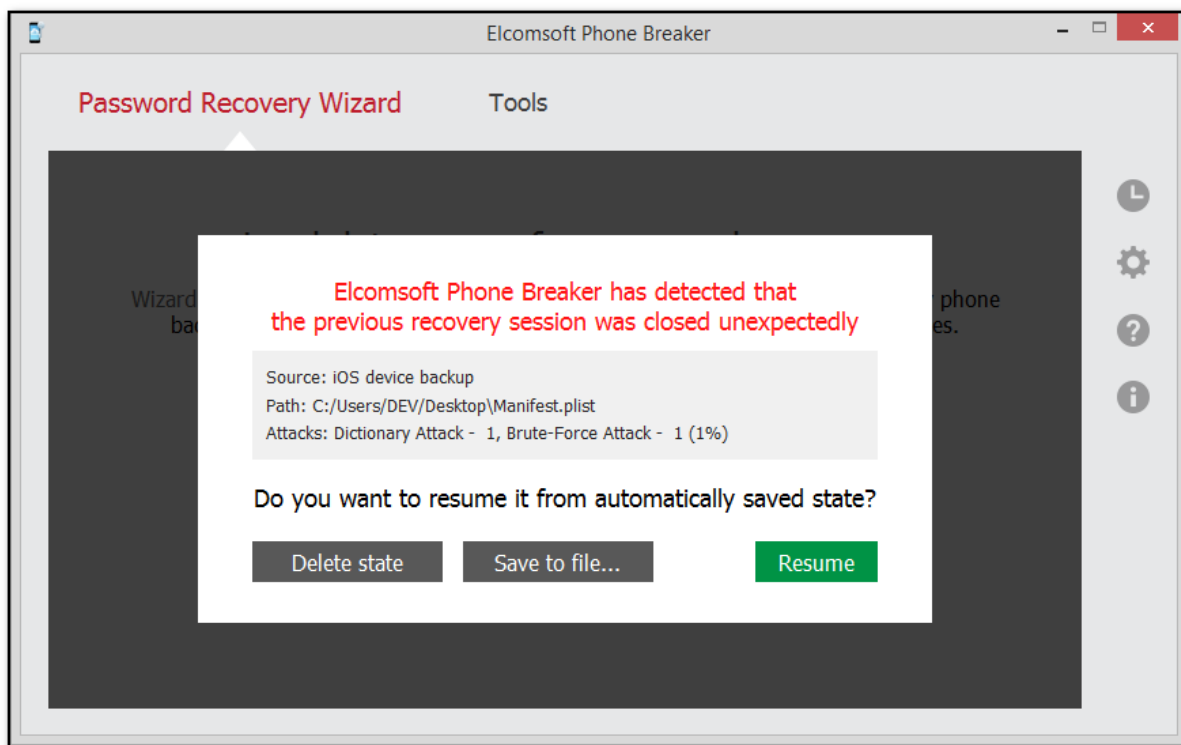 Elcomsoft Phone Breaker
Password Recovery Wizard
Tools
Wizard
phone
es.
Elcomsoft Phone Breaker has detected that
the previous recovery session was closed unexpectedly
Source: iOS device backup
Path: C:/Users/DEV/Desktop\Manifest.plist
Attacks: Dictionary Attack -  1, Brute-Force Attack -  1 (1%)
Do you want to resume it from automatically saved state?
Delete state
Save to file...
Resume